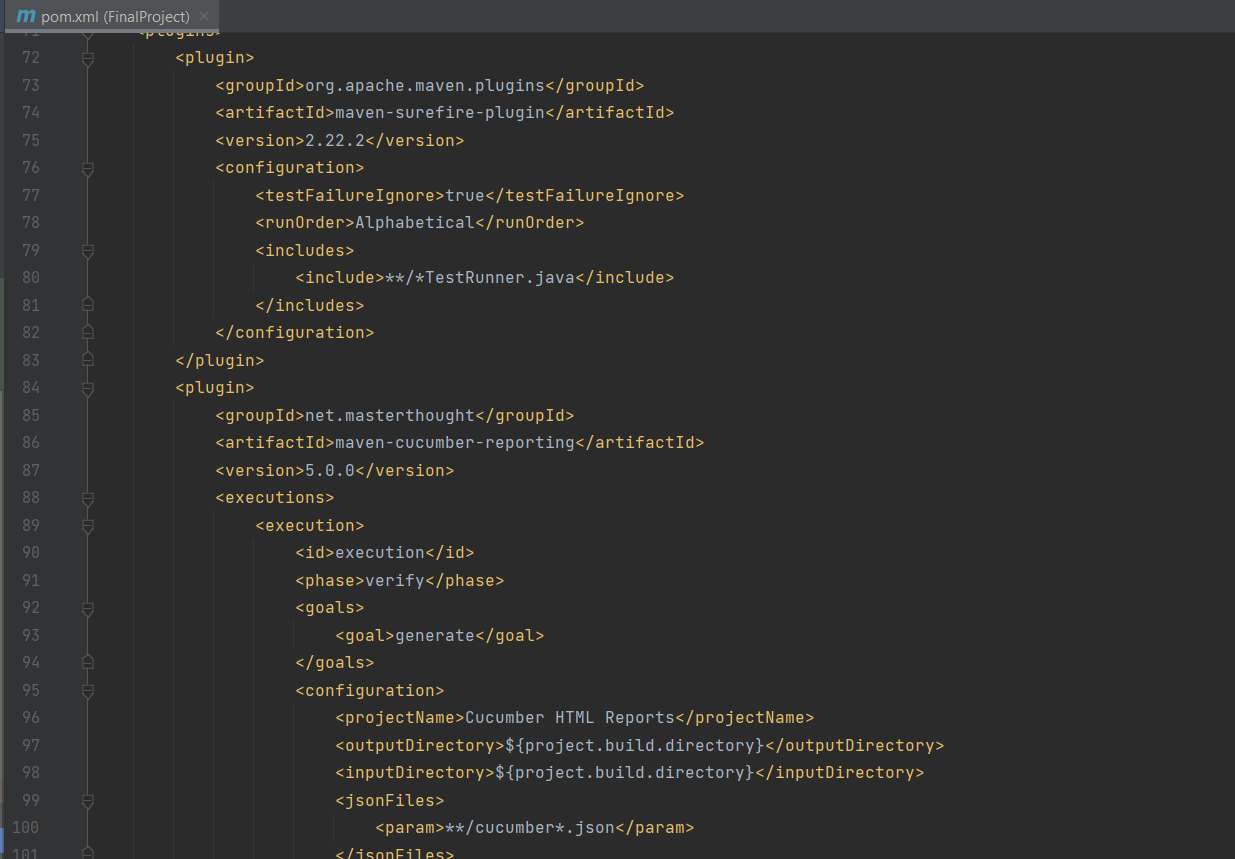 m pom.xml (FinalProject) ×
71 <plugins>
72 <plugin>
73 <groupId>org.apache.maven.plugins</groupId>
74 <artifactId>maven-surefire-plugin</artifactId>
75 <version>2.22.2</version>
76 <configuration>
77 <testFailureIgnore>true</testFailureIgnore>
78 <runOrder>Alphabetical</runOrder>
79 <includes>
80 <include>**/*TestRunner.java</include>
81 </includes>
82 </configuration>
83 </plugin>
84 <plugin>
85 <groupId>net.masterthought</groupId>
86 <artifactId>maven-cucumber-reporting</artifactId>
87 <version>5.0.0</version>
88 <executions>
89 <execution>
90 <id>execution</id>
91 <phase>verify</phase>
92 <goals>
93 <goal>generate</goal>
94 </goals>
95 <configuration>
96 <projectName>Cucumber HTML Reports</projectName>
97 <outputDirectory>${project.build.directory}</outputDirectory>
98 <inputDirectory>${project.build.directory}</inputDirectory>
99 <jsonFiles>
100 <param>**/cucumber*.json</param>
101 </jsonFiles>